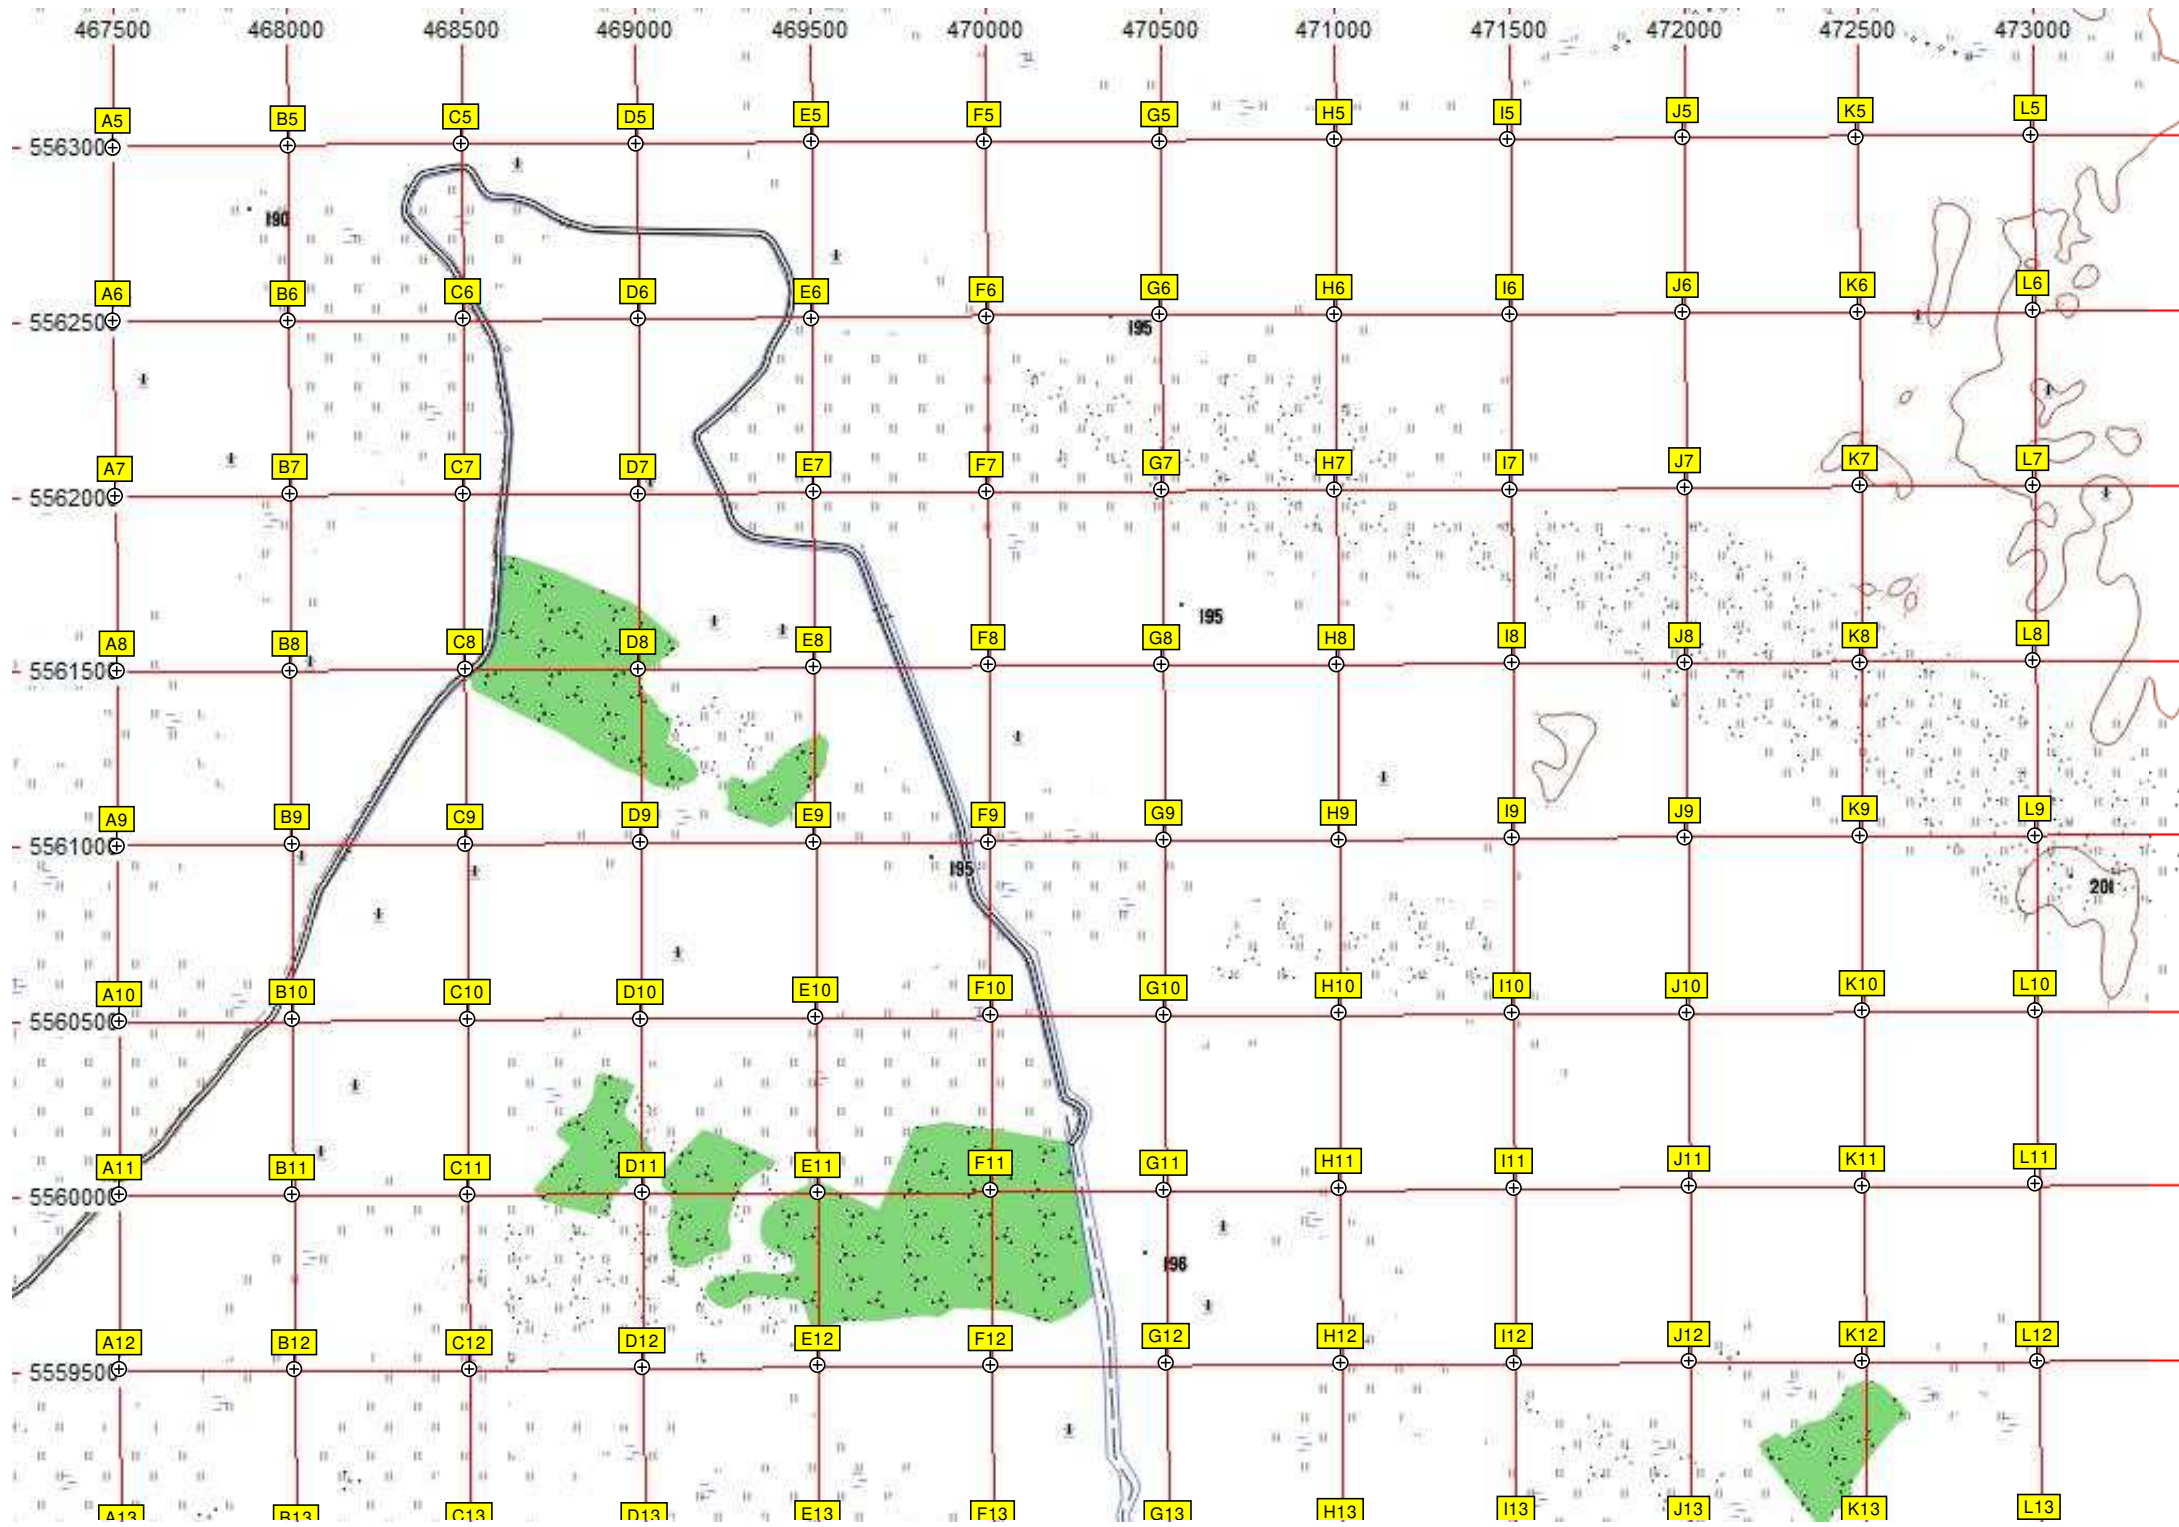 467500 468000 468500 469000 469500 470000 470500 471000 471500 472000 472500 473000
A5 B5 C5 D5 E5 F5 G5 H5 I5 J5 K5 L5
5563000
190
A6 B6 C6 D6 E6 F6 G6 H6 I6 J6 K6 L6
5562500
195
A7 B7 C7 D7 E7 F7 G7 H7 I7 J7 K7 L7
5562000
195
A8 B8 C8 D8 E8 F8 G8 H8 I8 J8 K8 L8
5561500
A9 B9 C9 D9 E9 F9 G9 H9 I9 J9 K9 L9
5561000
195
201
A10 B10 C10 D10 E10 F10 G10 H10 I10 J10 K10 L10
5560500
A11 B11 C11 D11 E11 F11 G11 H11 I11 J11 K11 L11
5560000
196
A12 B12 C12 D12 E12 F12 G12 H12 I12 J12 K12 L12
5559500
A13 B13 C13 D13 E13 F13 G13 H13 I13 J13 K13 L13